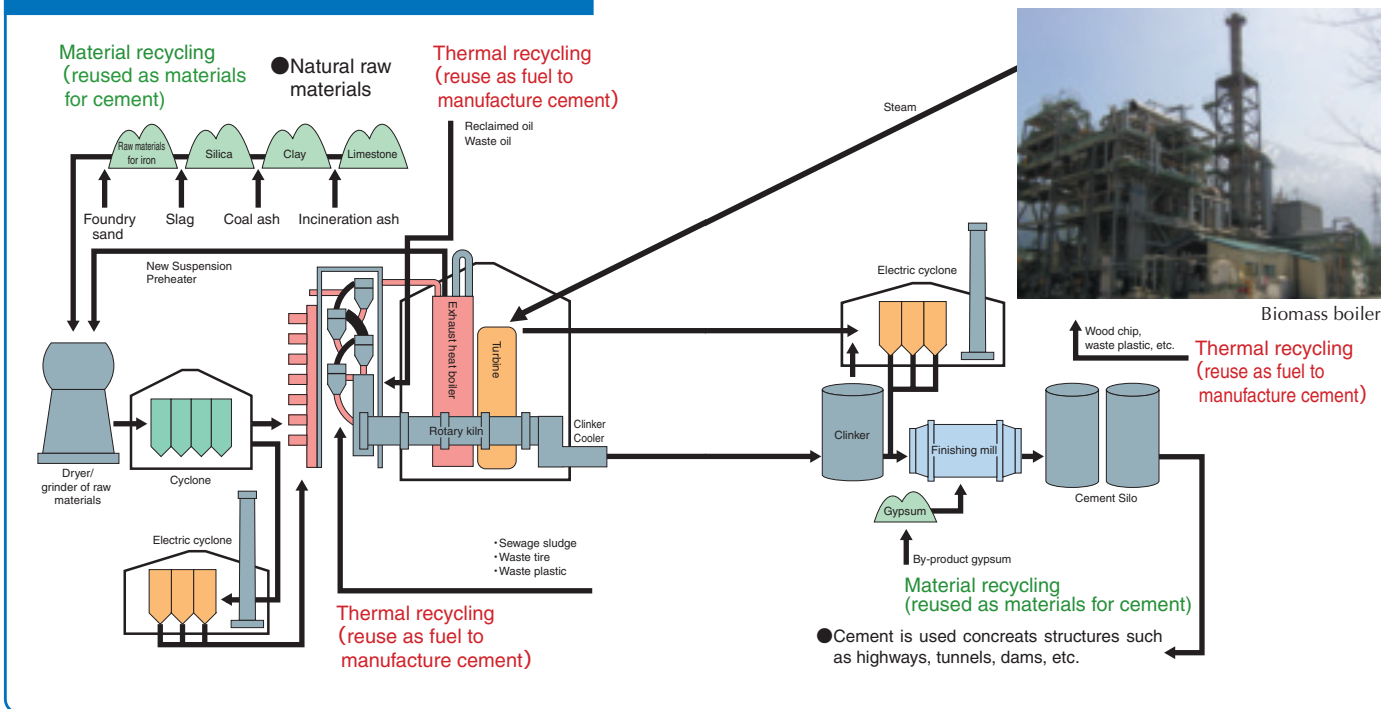 Material recycling
(reused as materials
for cement)
●Natural raw
materials
Thermal recycling
(reuse as fuel to
manufacture cement)
Reclaimed oil
Waste oil
Steam
Raw materials
for iron
Silica
Clay
Limestone
Foundry
sand
Slag
Coal ash
Incineration ash
New Suspension
Preheater
Exhaust heat boiler
Turbine
Electric cyclone
Biomass boiler
Wood chip,
waste plastic, etc.
Thermal recycling
(reuse as fuel to
manufacture cement)
Dryer/
grinder of raw
materials
Cyclone
Rotary kiln
Clinker
Cooler
Clinker
Finishing mill
Cement Silo
Gypsum
By-product gypsum
Electric cyclone
・Sewage sludge
・Waste tire
・Waste plastic
Thermal recycling
(reuse as fuel to
manufacture cement)
Material recycling
(reused as materials for cement)
●Cement is used concreats structures such
as highways, tunnels, dams, etc.